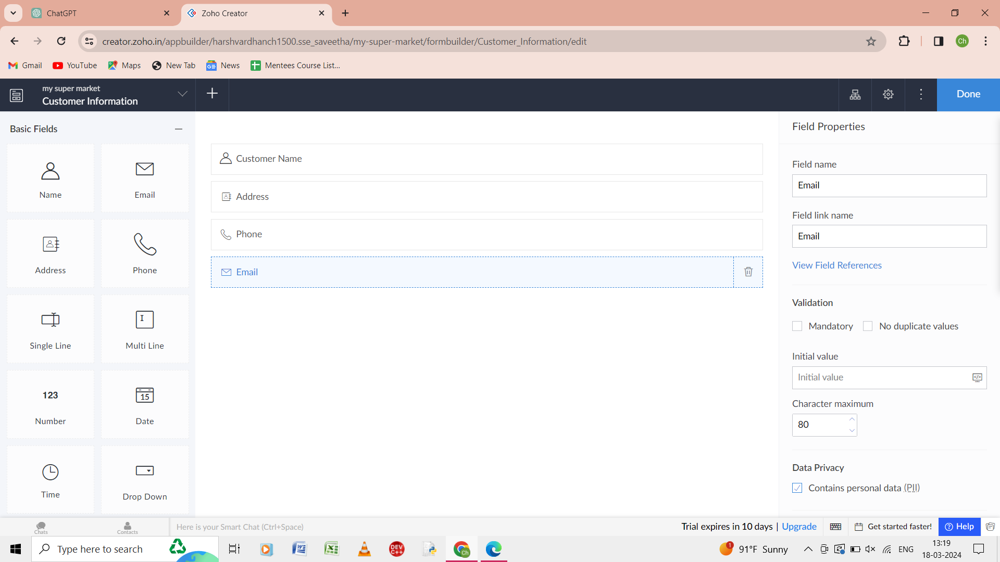 ChatGPT
Zoho Creator
creator.zoho.in/appbuilder/harshvardhanch1500.sse_saveetha/my-super-market/formbuilder/Customer_Information/edit
Ch
Gmail
YouTube
Maps
New Tab
News
Mentees Course List...
my super market
Customer Information
Done
Basic Fields
Name
Email
Address
Phone
Single Line
Multi Line
123
Number
15
Date
Time
Drop Down
Customer Name
Address
Phone
Email
Field Properties
Field name
Email
Field link name
Email
View Field References
Validation
Mandatory
No duplicate values
Initial value
Initial value
Character maximum
80
Data Privacy
Contains personal data (PII)
Chats
Contacts
Here is your Smart Chat (Ctrl+Space)
Trial expires in 10 days | Upgrade
Get started faster!
Help
Type here to search
DEV C++
Ch
1
91°F Sunny
ENG
13:19
18-03-2024